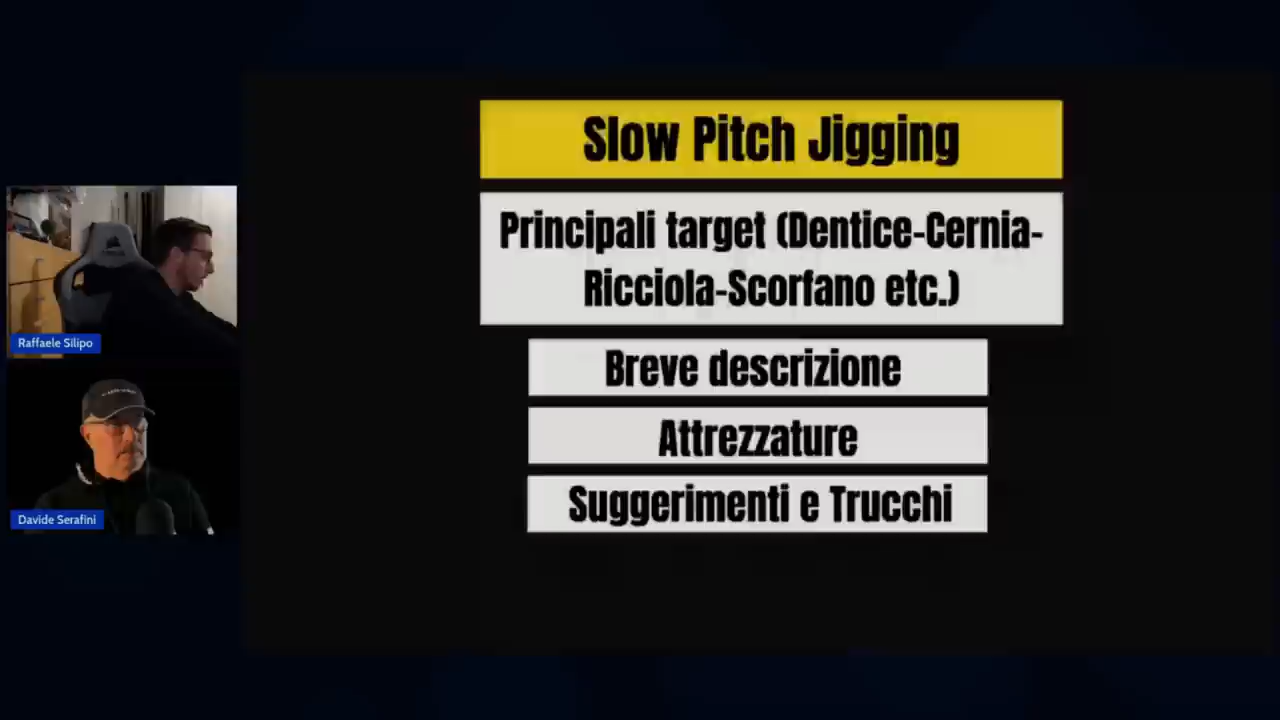 Slow Pitch Jigging
Principali target (Dentice-Cernia-
Ricciola-Scorfano etc.)
Breve descrizione
Attrezzature
Suggerimenti e Trucchi
Raffaele Silipo
Davide Serafini